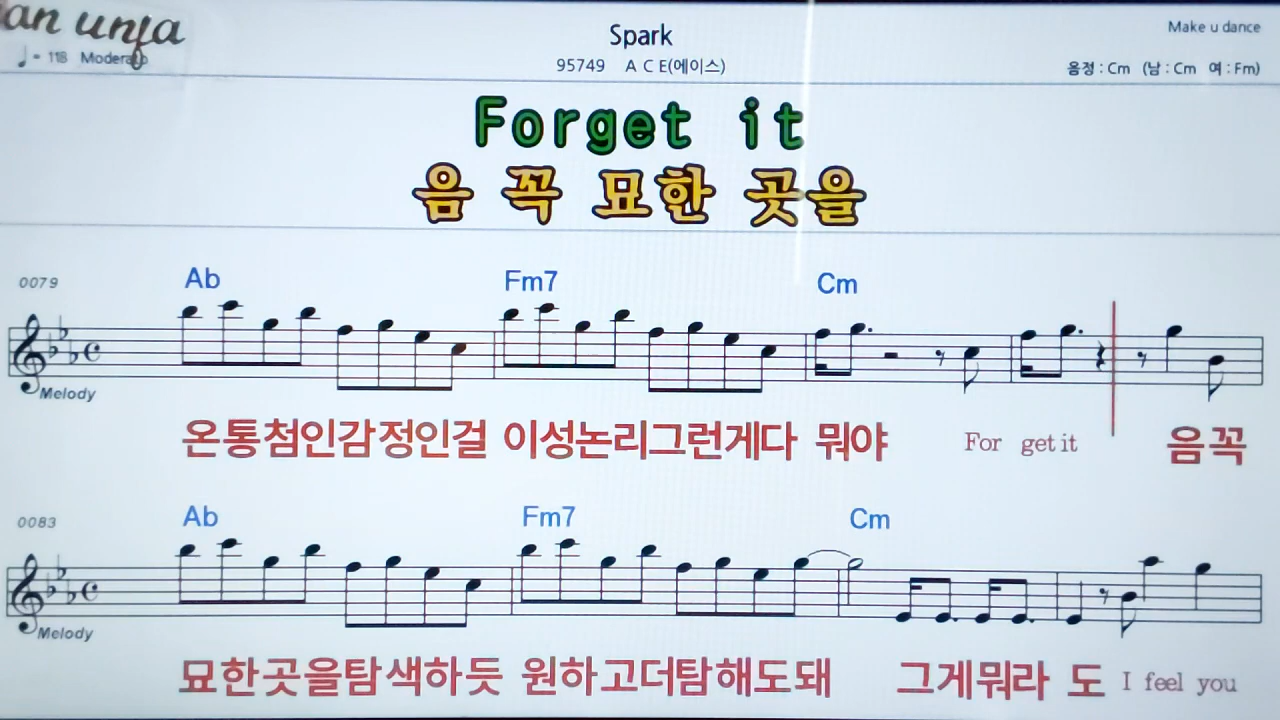 an unja
Spark
Make u dance
♩= 118 Moderato
95749 A C E(에이스)
음정 : Cm (남 : Cm 여 : Fm)
Forget it
음 꼭 묘한 곳을
0079
Ab Fm7 Cm
Melody
온통첨인감정인걸 이성논리그런게다 뭐야 For getit 음꼭
0083
Ab Fm7 Cm
Melody
묘한곳을탐색하듯 원하고더탐해도돼 그게뭐라 도 I feel you